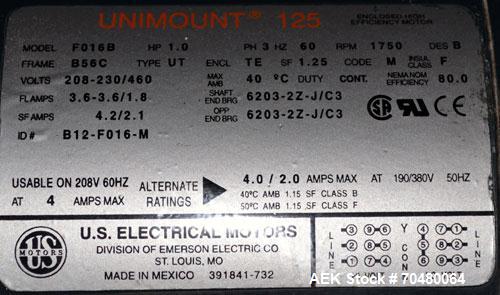 UNIMOUNT® 125 ENCLOSED HIGH EFFICIENCY MOTOR
MODEL F016B HP 1.0 PH 3 HZ 60 RPM 1750 DES B
FRAME B56C TYPE UT ENCL TE SF 1.25 CODE M INSUL CLASS F
VOLTS 208-230/460 MAX AMB 40 °C DUTY CONT. NEMA NOM EFFICIENCY 80.0
FLAMPS 3.6-3.6/1.8 SHAFT END BRG 6203-2Z-J/C3
SF AMPS 4.2/2.1 OPP END BRG 6203-2Z-J/C3
ID# B12-F016-M
USABLE ON 208V 60HZ AT 4 AMPS MAX
ALTERNATE RATINGS
4.0 / 2.0 AMPS MAX AT 190/380V 50HZ
40ºC AMB 1.15 SF CLASS B
50ºC AMB 1.15 SF CLASS F
US MOTORS
U.S. ELECTRICAL MOTORS
DIVISION OF EMERSON ELECTRIC CO
ST. LOUIS, MO
MADE IN MEXICO 391841-732
AEK Stock # 70480064